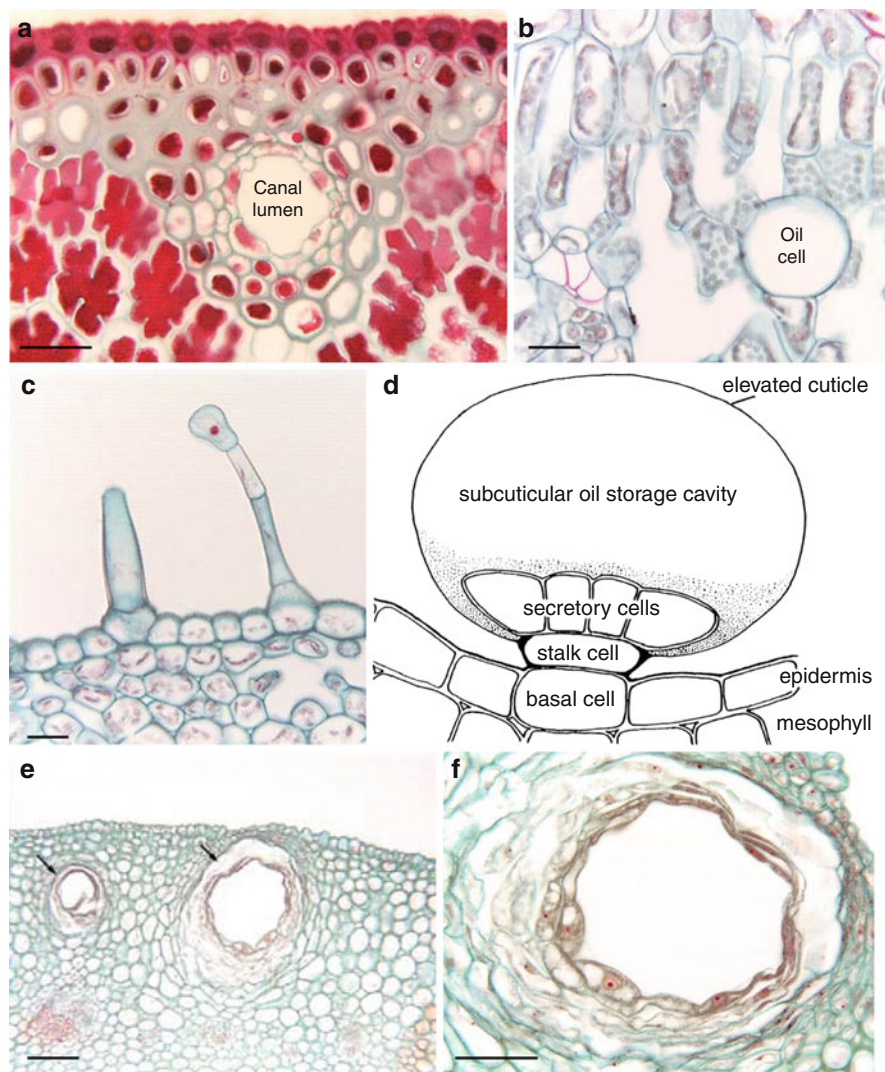 a
Canal
lumen
b
Oil
cell
c
d
elevated cuticle
subcuticular oil storage cavity
secretory cells
stalk cell
basal cell
epidermis
mesophyll
e
f